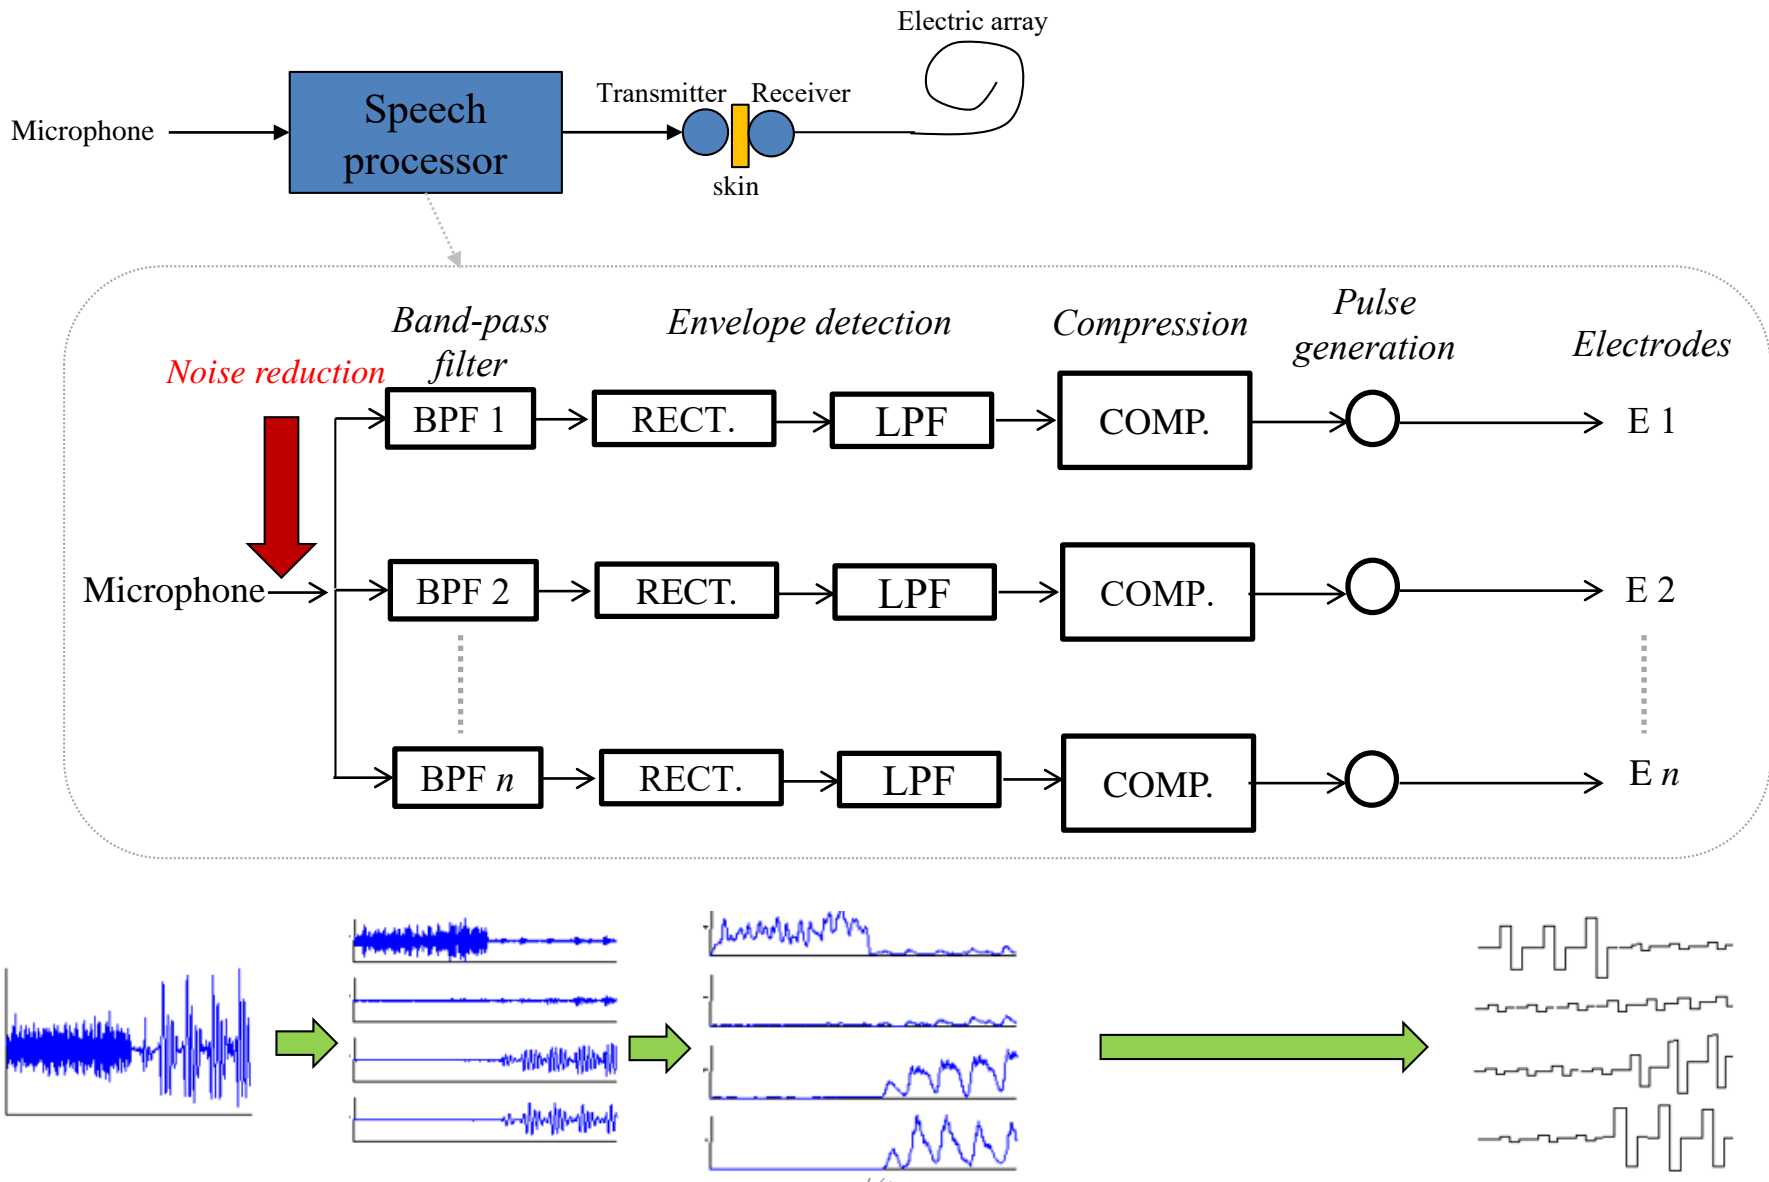 Electric array
Transmitter Receiver
Speech
processor
Microphone
skin
Band-pass
filter
Envelope detection
Compression
Pulse
generation
Electrodes
Noise reduction
BPF 1 RECT. LPF COMP. E 1
Microphone BPF 2 RECT. LPF COMP. E 2
BPF n RECT. LPF COMP. E n